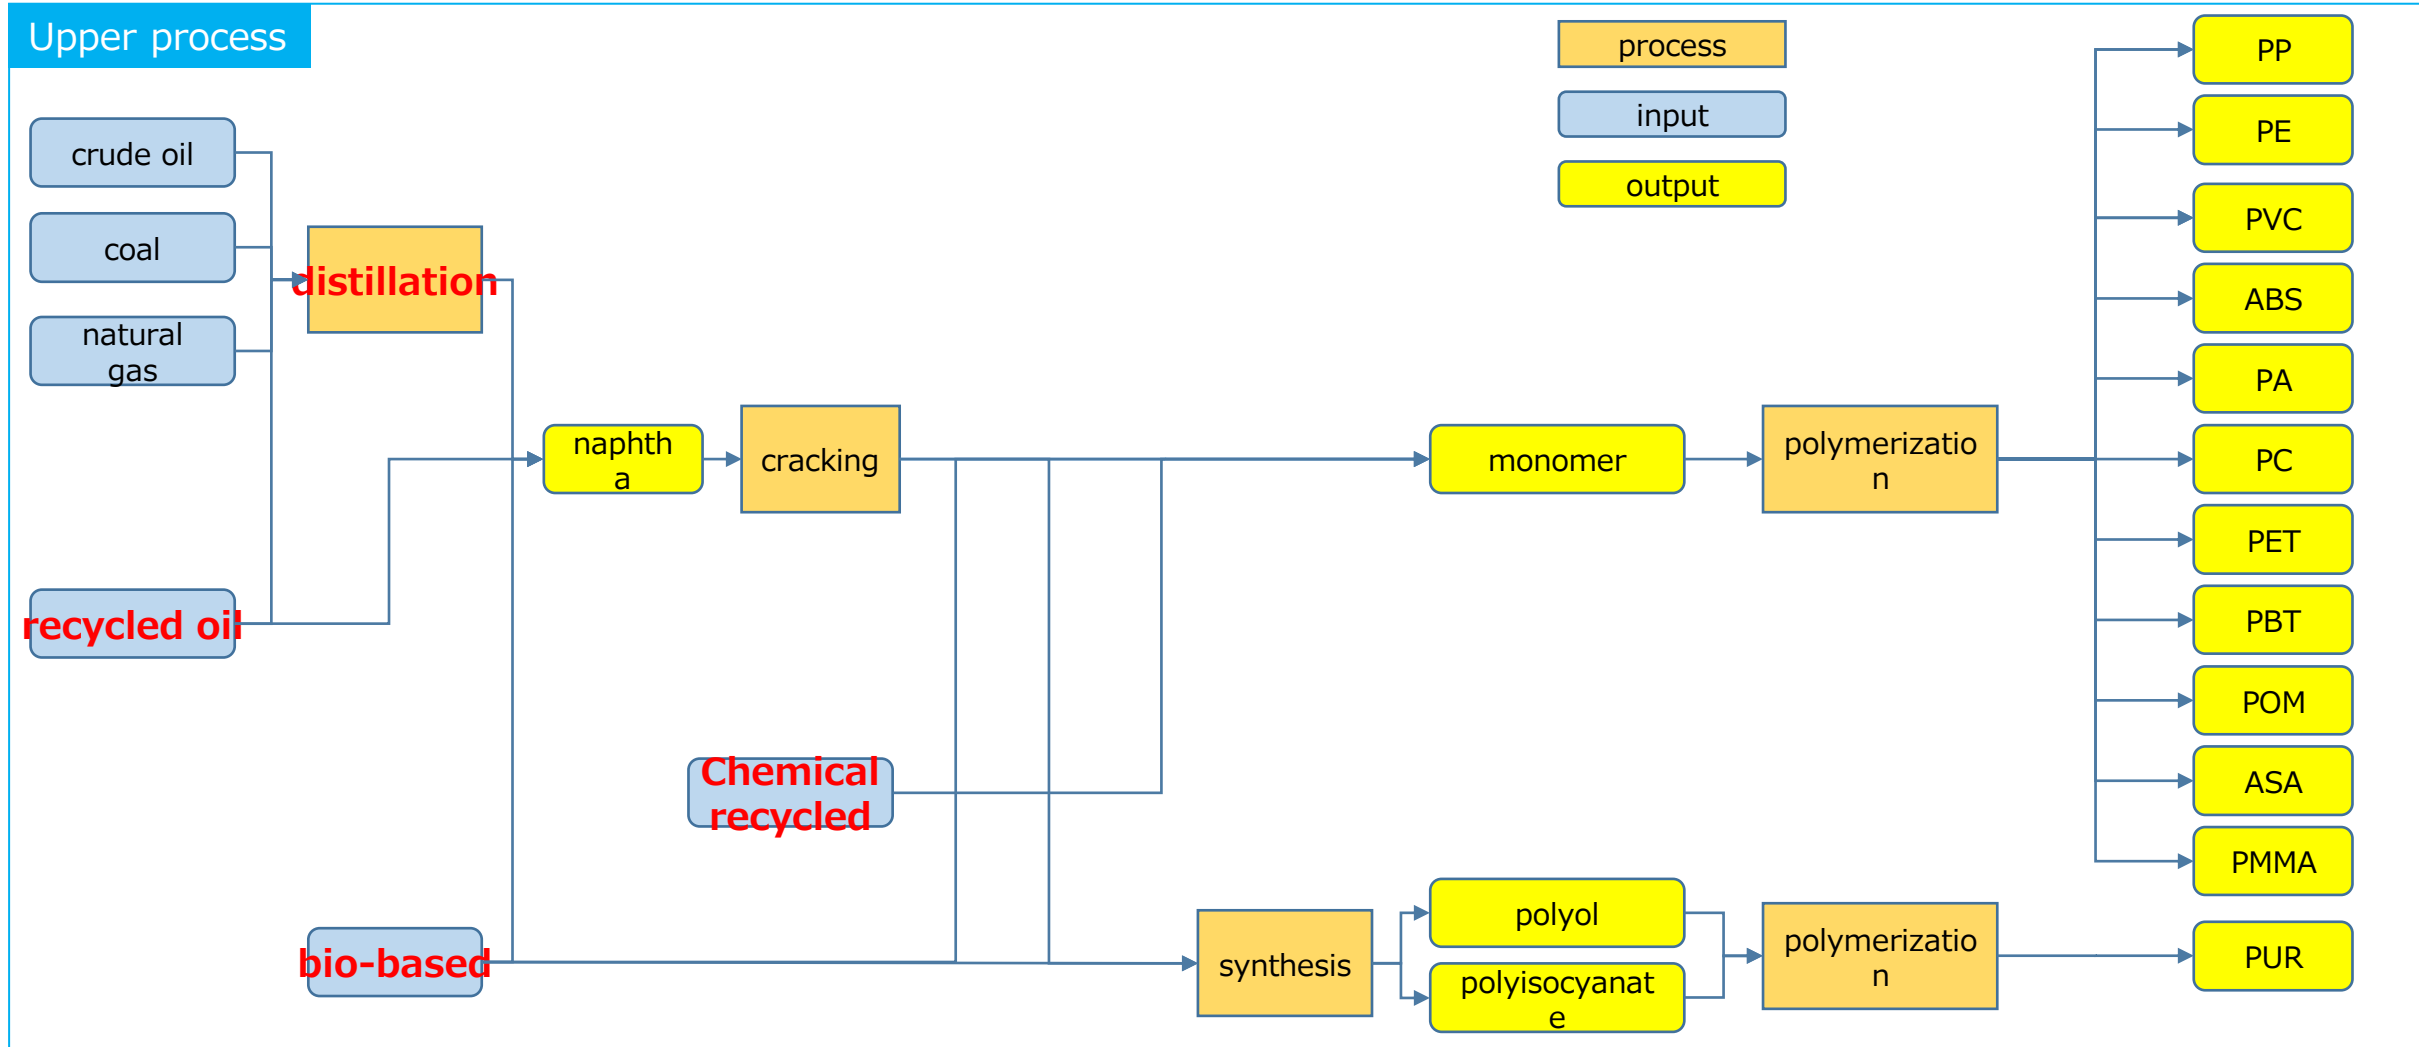 Upper process
process
input
output
crude oil
coal
natural
gas
distillation
recycled oil
naphth
a
cracking
Chemical
recycled
bio-based
monomer
polymerizatio
n
synthesis
polyol
polyisocyanat
e
polymerizatio
n
PP
PE
PVC
ABS
PA
PC
PET
PBT
POM
ASA
PMMA
PUR